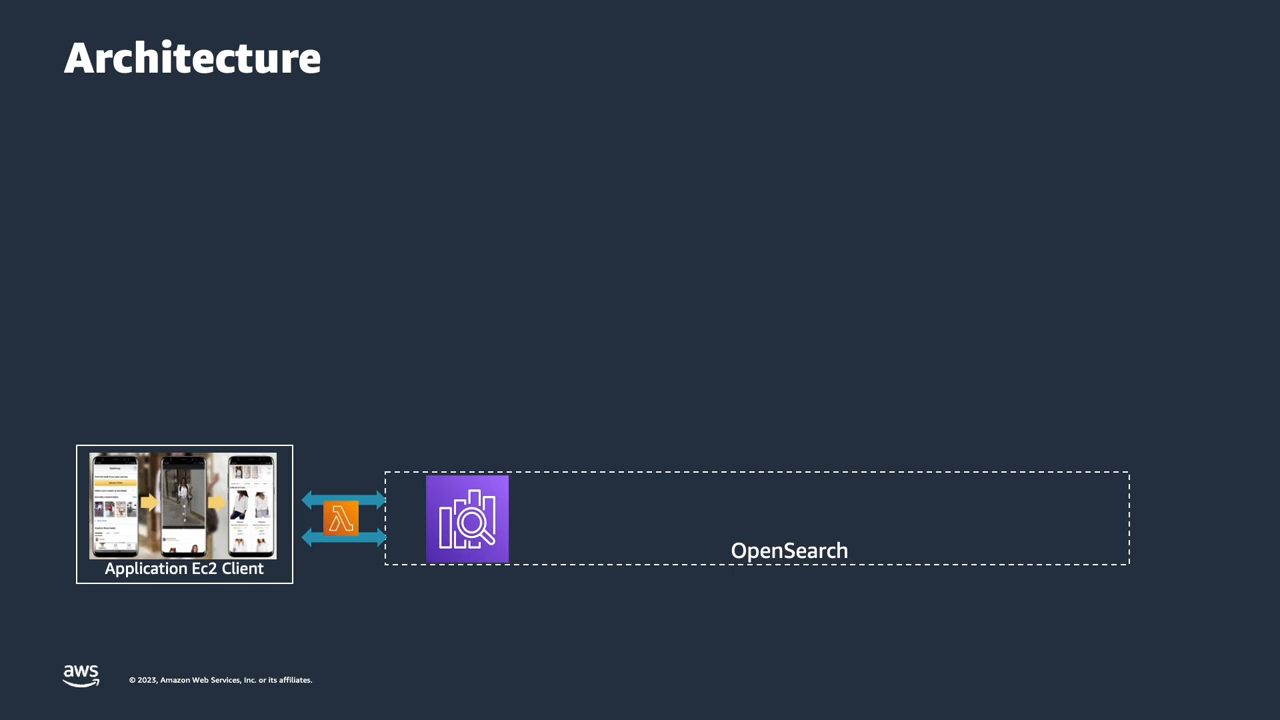 Architecture
Application Ec2 Client
OpenSearch
aws
© 2023, Amazon Web Services, Inc. or its affiliates.